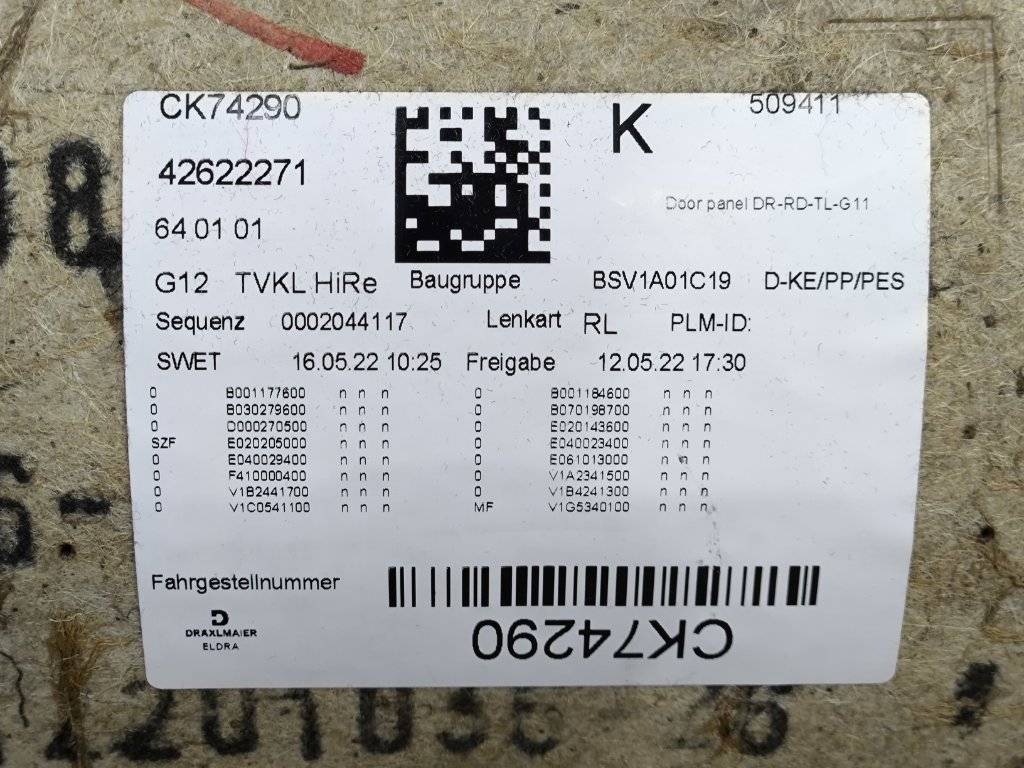 CK74290 K 509411
42622271
Door panel DR-RD-TL-G11
64 01 01
G12 TVKL HiRe Baugruppe BSV1A01C19 D-KE/PP/PES
Sequenz 0002044117 Lenkart RL PLM-ID:
SWET 16.05.22 10:25 Freigabe 12.05.22 17:30
0 B001177600 n n n 0 B001184600 n n n
0 B030279600 n n n 0 B070198700 n n n
0 D000270500 n n n 0 E020143600 n n n
SZF E020205000 n n n 0 E040023400 n n n
0 E040029400 n n n 0 E061013000 n n n
0 F410000400 n n n 0 V1A2341500 n n n
0 V1B2441700 n n n 0 V1B4241300 n n n
0 V1C0541100 n n n MF V1G5340100 n n n
Fahrgestellnummer
DRÄXLMAIER
ELDRA
CK74290